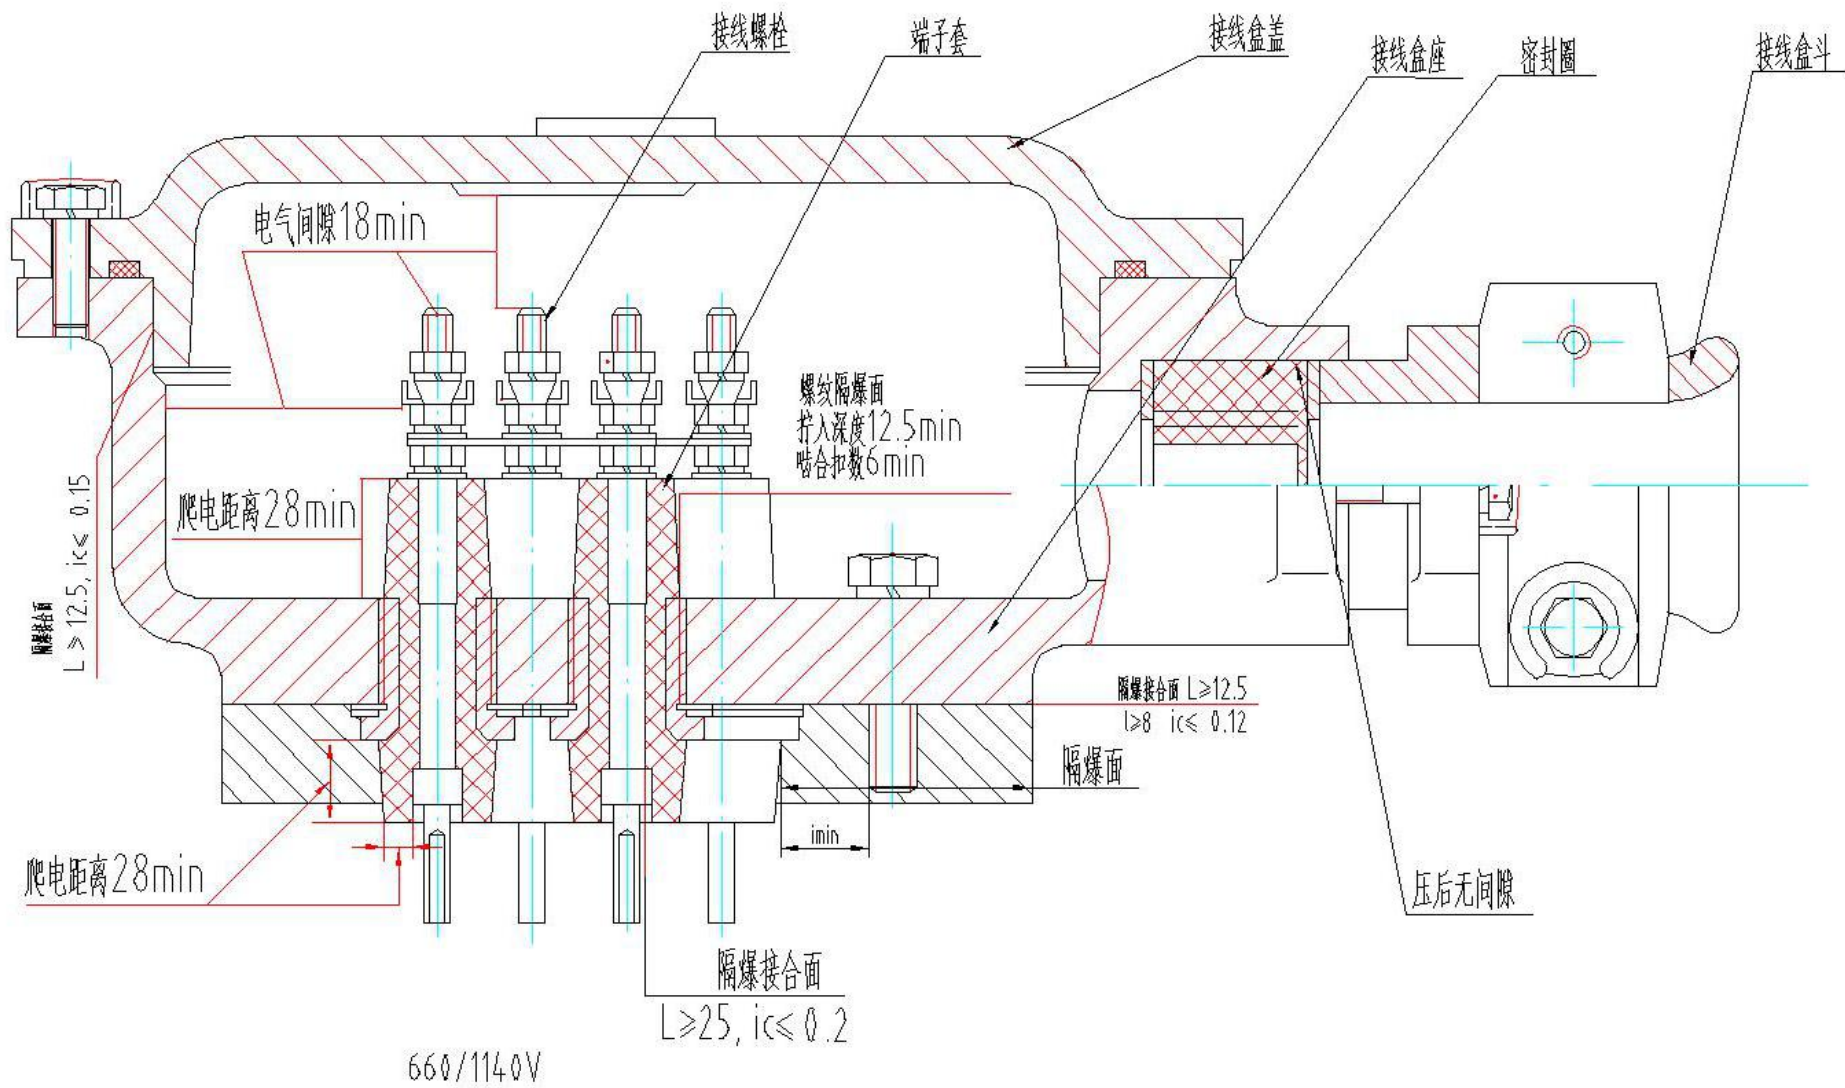 接线螺栓
端子套
接线盒盖
接线盒座
密封圈
接线盒斗
电气间隙18min
螺纹隔爆面
拧入深度12.5min
啮合扣数6min
爬电距离28min
隔爆接合面
L≥12.5, ic≤ 0.15
隔爆接合面 L≥12.5
l≥8 ic≤ 0.12
隔爆面
imin
爬电距离28min
压后无间隙
隔爆接合面
L≥25, ic≤ 0.2
660/1140V